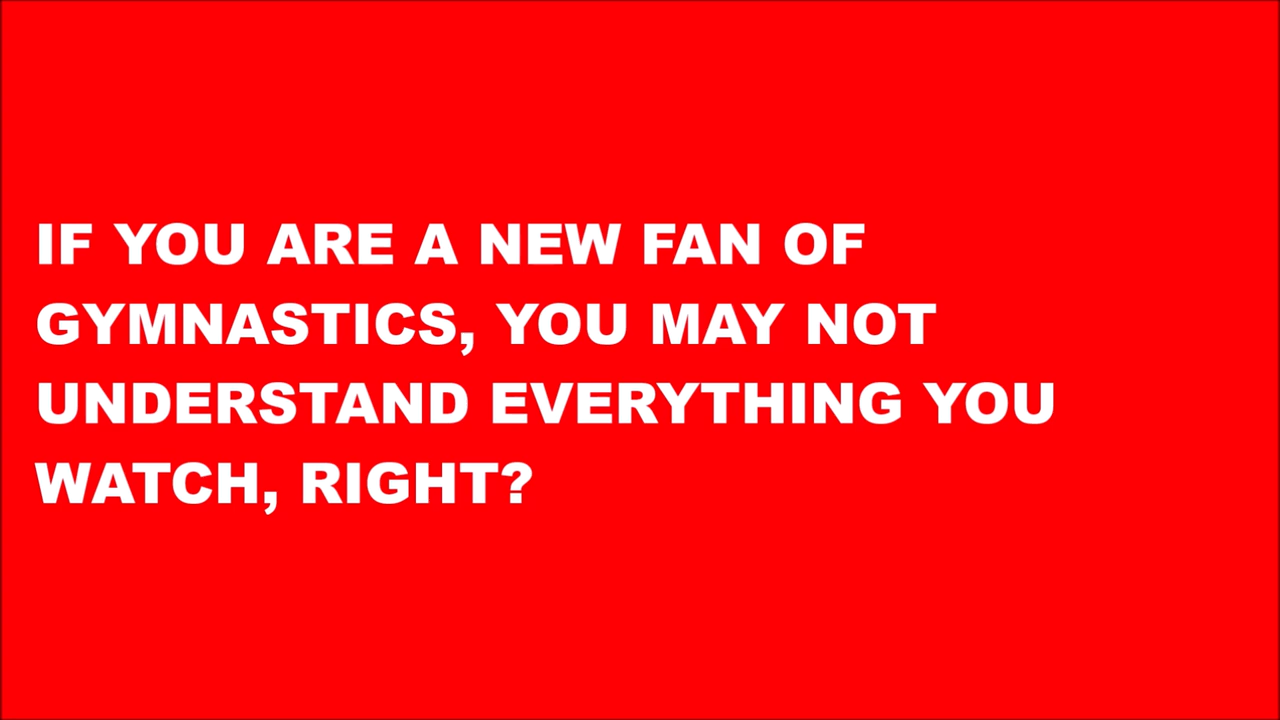 IF YOU ARE A NEW FAN OF
GYMNASTICS, YOU MAY NOT
UNDERSTAND EVERYTHING YOU
WATCH, RIGHT?